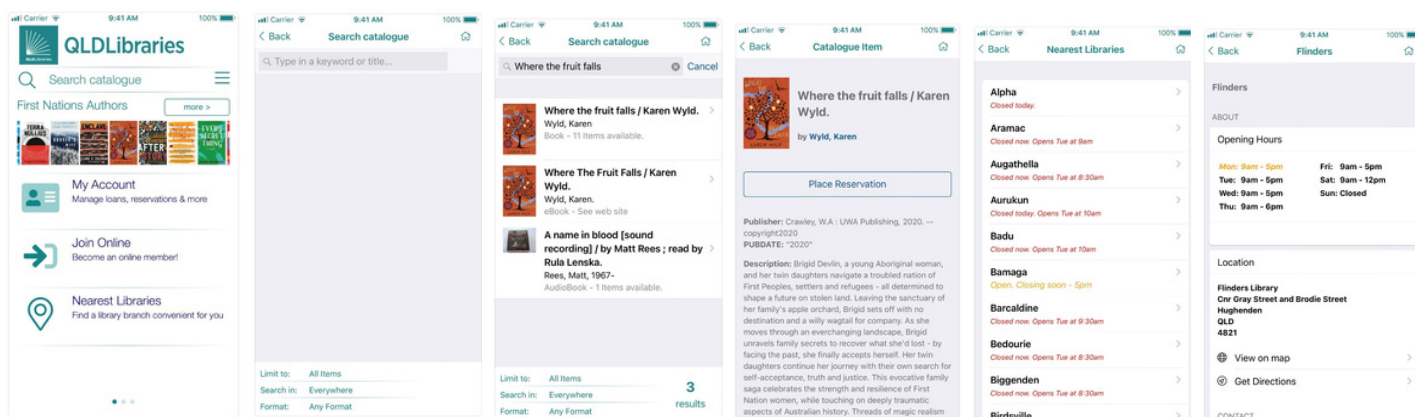 Carrier 9:41 AM 100%
QLDLibraries
Search catalogue
First Nations Authors more >
TERRA NULLIUS
ENCLAVE
AFTER STORY
EVERY SECRET THING
My Account
Manage loans, reservations & more
Join Online
Become an online member!
Nearest Libraries
Find a library branch convenient for you
Carrier 9:41 AM 100%
< Back Search catalogue
Type in a keyword or title...
Limit to: All Items
Search in: Everywhere
Format: Any Format
Carrier 9:41 AM 100%
< Back Search catalogue
Where the fruit falls Cancel
Where the fruit falls / Karen Wyld.
Wyld, Karen
Book - 11 Items available.
Where The Fruit Falls / Karen
Wyld.
Wyld, Karen.
eBook - See web site
A name in blood [sound
recording] / by Matt Rees ; read by
Rula Lenska.
Rees, Matt, 1967-
AudioBook - 1 Items available.
Limit to: All Items
Search in: Everywhere
Format: Any Format
3
results
Carrier 9:41 AM 100%
< Back Catalogue Item
KAREN WYLD
Where the fruit falls / Karen
Wyld.
by Wyld, Karen
Place Reservation
Publisher: Crawley, W.A : UWA Publishing, 2020. --
copyright2020
PUBDATE: "2020"
Description: Brigid Devlin, a young Aboriginal woman,
and her twin daughters navigate a troubled nation of
First Peoples, settlers and refugees - all determined to
shape a future on stolen land. Leaving the sanctuary of
her family's apple orchard, Brigid sets off with no
destination and a willy wagtail for company. As she
moves through an everchanging landscape, Brigid
unravels family secrets to recover what she'd lost - by
facing the past, she finally accepts herself. Her twin
daughters continue her journey with their own search for
self-acceptance, truth and justice. This evocative family
saga celebrates the strength and resilience of First
Nation women, while touching on deeply traumatic
aspects of Australian history. Threads of magic realism
Carrier 9:41 AM 100%
< Back Nearest Libraries
Alpha
Closed today.
Aramac
Closed now. Opens Tue at 9am
Augathella
Closed now. Opens Tue at 8:30am
Aurukun
Closed today. Opens Tue at 10am
Badu
Closed now. Opens Tue at 10am
Bamaga
Open. Closing soon - 5pm
Barcaldine
Closed now. Opens Tue at 9:30am
Bedourie
Closed now. Opens Tue at 8:30am
Biggenden
Closed now. Opens Tue at 8:30am
Birdsville
Carrier 9:41 AM 100%
< Back Flinders
Flinders
ABOUT
Opening Hours
Mon: 9am - 5pm Fri: 9am - 5pm
Tue: 9am - 5pm Sat: 9am - 12pm
Wed: 9am - 5pm Sun: Closed
Thu: 9am - 6pm
Location
Flinders Library
Cnr Gray Street and Brodie Street
Hughenden
QLD
4821
View on map
Get Directions
CONTACT